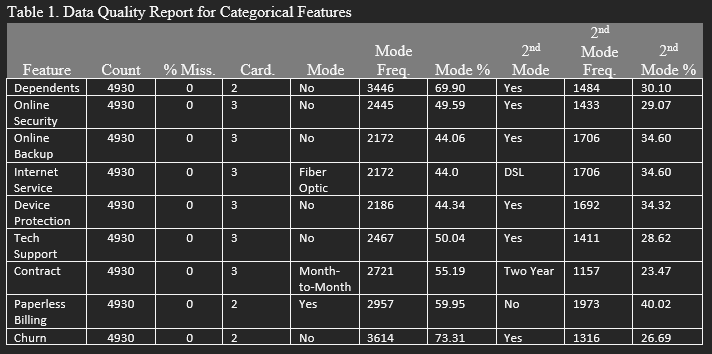 Table 1. Data Quality Report for Categorical Features
Feature Count % Miss. Card. Mode Mode Freq. Mode % 2nd Mode 2nd Mode Freq. 2nd Mode %
Dependents 4930 0 2 No 3446 69.90 Yes 1484 30.10
Online Security 4930 0 3 No 2445 49.59 Yes 1433 29.07
Online Backup 4930 0 3 No 2172 44.06 Yes 1706 34.60
Internet Service 4930 0 3 Fiber Optic 2172 44.0 DSL 1706 34.60
Device Protection 4930 0 3 No 2186 44.34 Yes 1692 34.32
Tech Support 4930 0 3 No 2467 50.04 Yes 1411 28.62
Contract 4930 0 3 Month-to-Month 2721 55.19 Two Year 1157 23.47
Paperless Billing 4930 0 2 Yes 2957 59.95 No 1973 40.02
Churn 4930 0 2 No 3614 73.31 Yes 1316 26.69